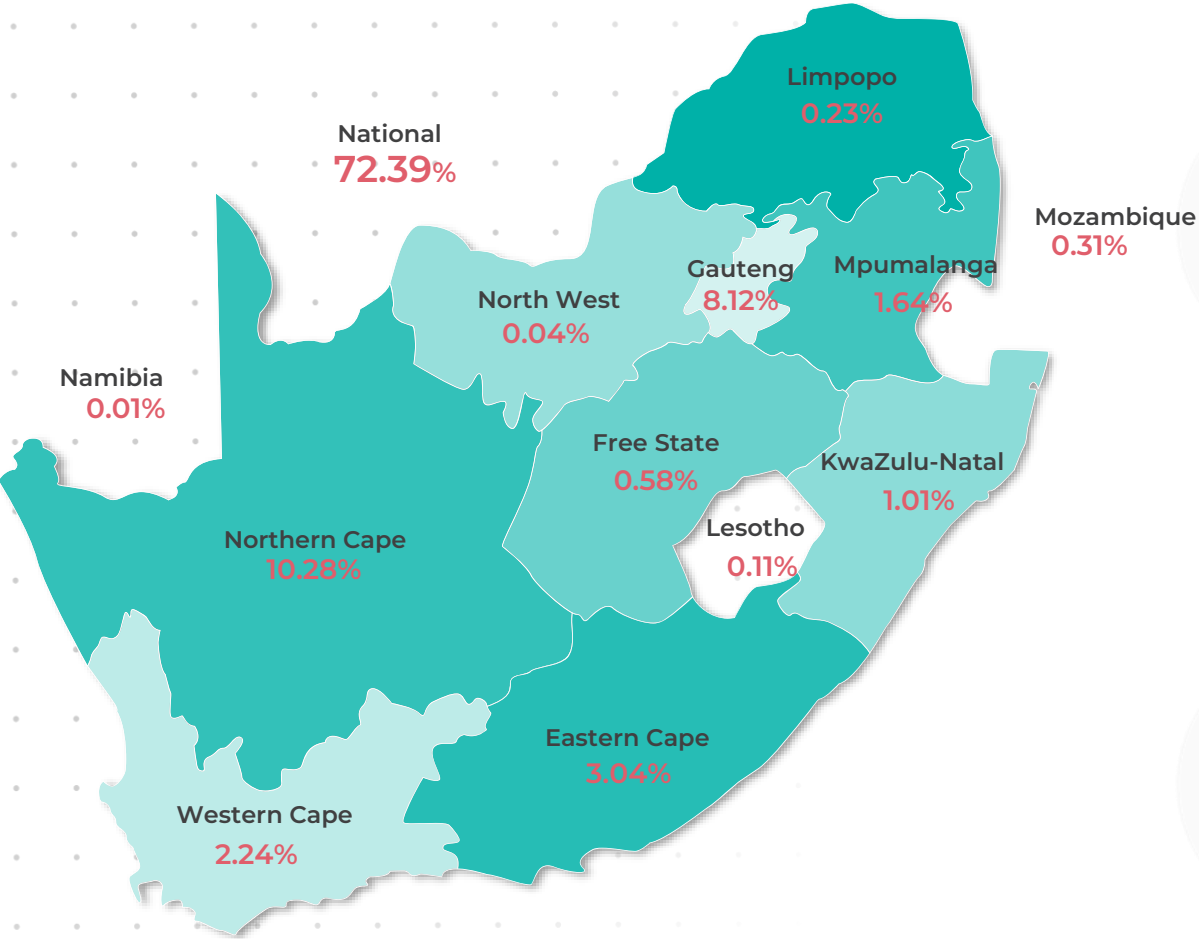 Limpopo
0.23%
National
72.39%
Mozambique
0.31%
Gauteng
8.12%
Mpumalanga
1.64%
North West
0.04%
Namibia
0.01%
Free State
0.58%
KwaZulu-Natal
1.01%
Lesotho
0.11%
Northern Cape
10.28%
Eastern Cape
3.04%
Western Cape
2.24%